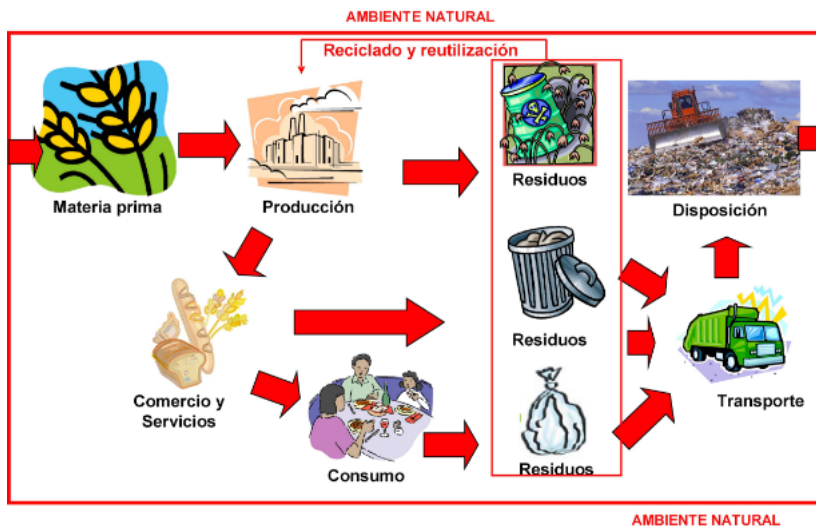 AMBIENTE NATURAL
Reciclado y reutilización
Materia prima
Producción
Residuos
Disposición
Residuos
Comercio y
Servicios
Transporte
Consumo
Residuos
AMBIENTE NATURAL